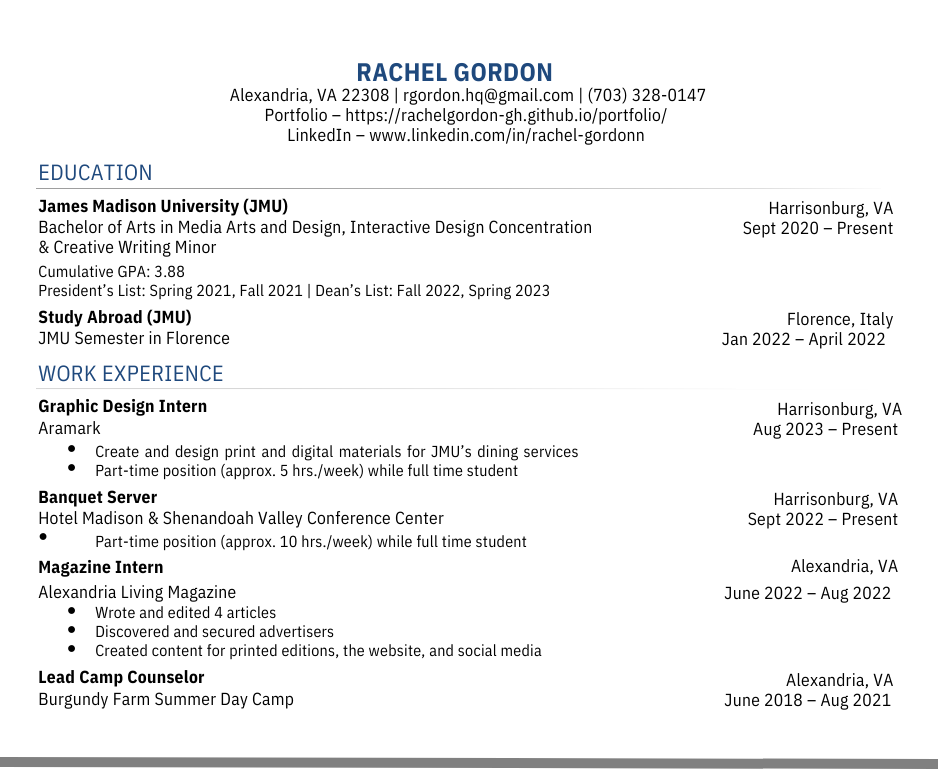 RACHEL GORDON
Alexandria, VA 22308 | rgordon.hq@gmail.com | (703) 328-0147
Portfolio – https://rachelgordon-gh.github.io/portfolio/
LinkedIn – www.linkedin.com/in/rachel-gordonn
EDUCATION
James Madison University (JMU) Harrisonburg, VA
Bachelor of Arts in Media Arts and Design, Interactive Design Concentration Sept 2020 – Present
& Creative Writing Minor
Cumulative GPA: 3.88
President’s List: Spring 2021, Fall 2021 | Dean’s List: Fall 2022, Spring 2023
Study Abroad (JMU) Florence, Italy
JMU Semester in Florence Jan 2022 – April 2022
WORK EXPERIENCE
Graphic Design Intern Harrisonburg, VA
Aramark Aug 2023 – Present
● Create and design print and digital materials for JMU’s dining services
● Part-time position (approx. 5 hrs./week) while full time student
Banquet Server Harrisonburg, VA
Hotel Madison & Shenandoah Valley Conference Center Sept 2022 – Present
● Part-time position (approx. 10 hrs./week) while full time student
Magazine Intern Alexandria, VA
Alexandria Living Magazine June 2022 – Aug 2022
● Wrote and edited 4 articles
● Discovered and secured advertisers
● Created content for printed editions, the website, and social media
Lead Camp Counselor Alexandria, VA
Burgundy Farm Summer Day Camp June 2018 – Aug 2021